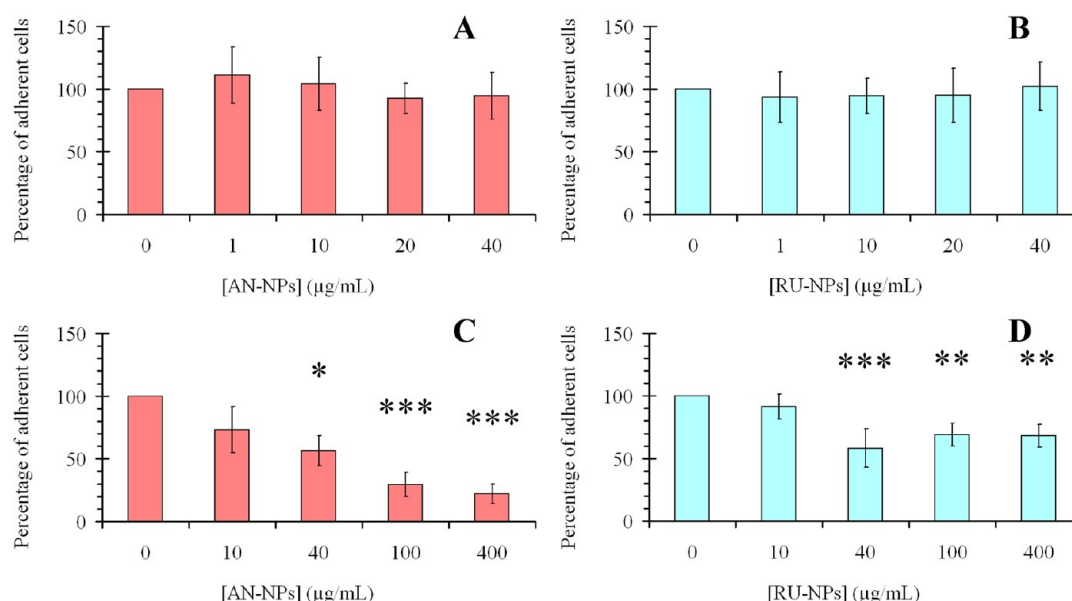 A
Percentage of adherent cells
150
100
50
0
0 1 10 20 40
[AN-NPs] (µg/mL)
B
Percentage of adherent cells
150
100
50
0
0 1 10 20 40
[RU-NPs] (µg/mL)
C
Percentage of adherent cells
150
100
50
0
* *** ***
0 10 40 100 400
[AN-NPs] (µg/mL)
D
Percentage of adherent cells
150
100
50
0
*** ** **
0 10 40 100 400
[RU-NPs] (µg/mL)